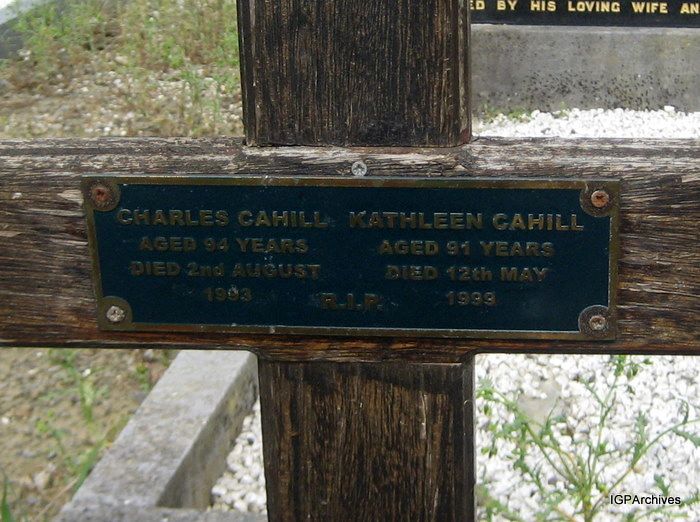 ED BY HIS LOVING WIFE AN
CHARLES CAHILL KATHLEEN CAHILL
AGED 94 YEARS AGED 91 YEARS
DIED 2nd AUGUST DIED 12th MAY
1993 R.I.P. 1999
IGPArchives